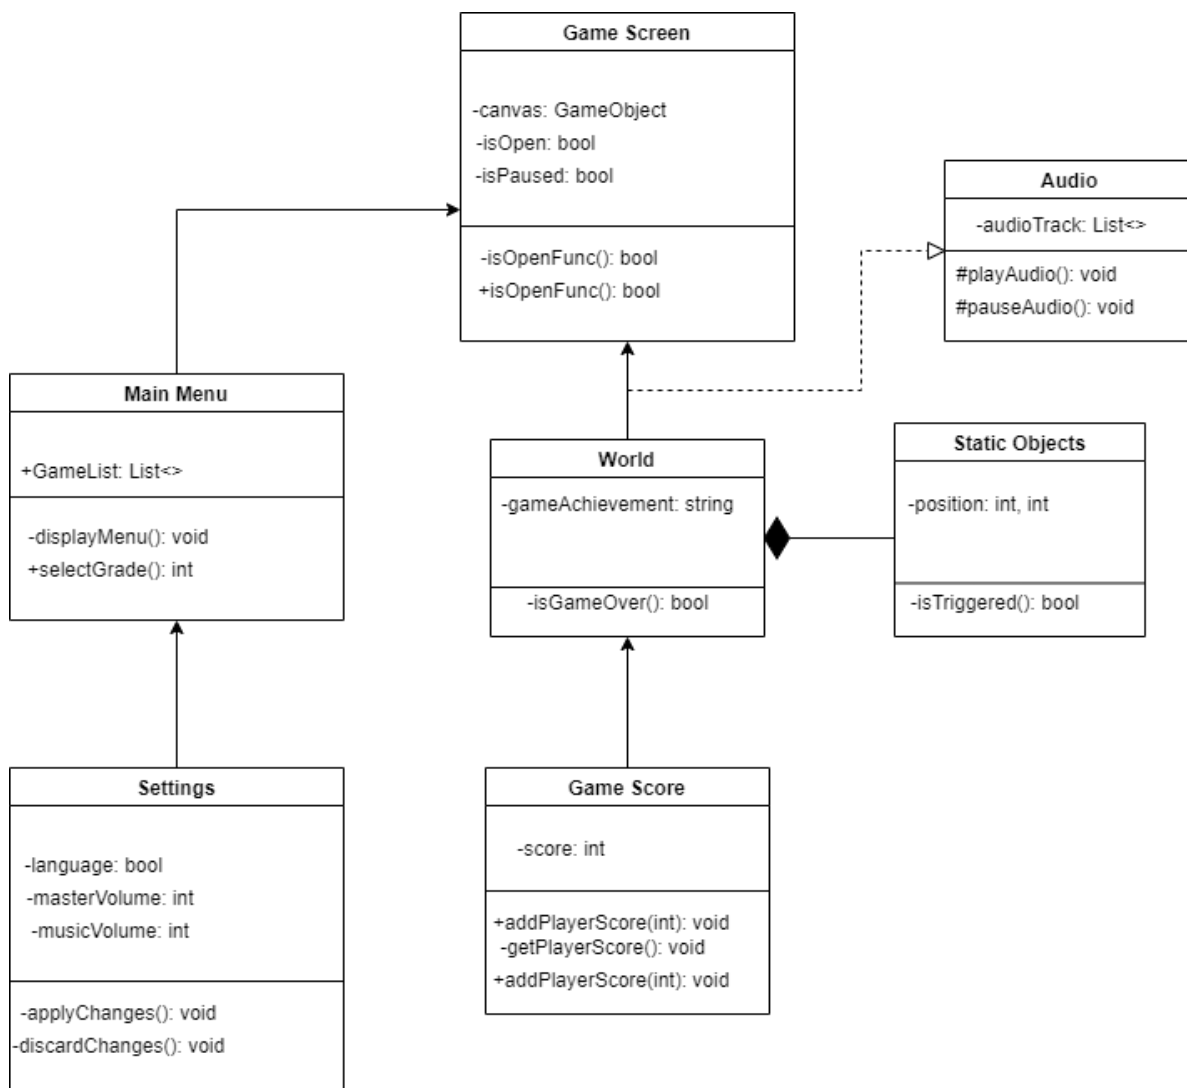 Game Screen
-canvas: GameObject
-isOpen: bool
-isPaused: bool
-isOpenFunc(): bool
+isOpenFunc(): bool
Audio
-audioTrack: List<>
#playAudio(): void
#pauseAudio(): void
Main Menu
+GameList: List<>
-displayMenu(): void
+selectGrade(): int
World
-gameAchievement: string
-isGameOver(): bool
Static Objects
-position: int, int
-isTriggered(): bool
Settings
-language: bool
-masterVolume: int
-musicVolume: int
-applyChanges(): void
-discardChanges(): void
Game Score
-score: int
+addPlayerScore(int): void
-getPlayerScore(): void
+addPlayerScore(int): void